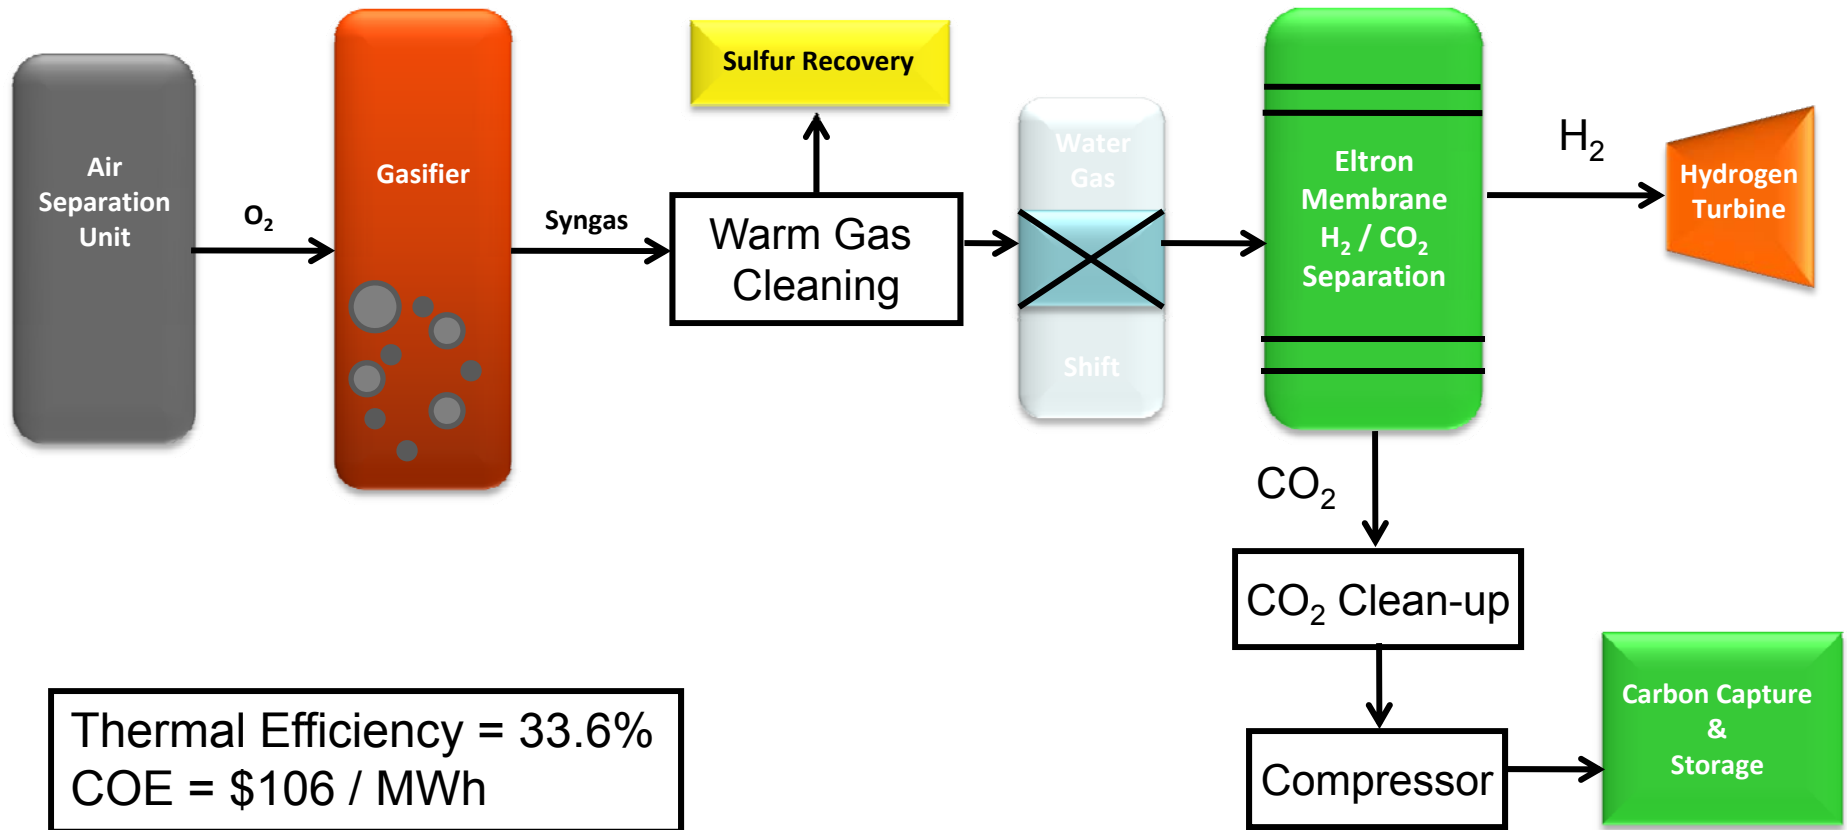 Air
Separation
Unit
O₂
Gasifier
Syngas
Sulfur Recovery
Warm Gas
Cleaning
Water
Gas
Shift
Eltron
Membrane
H₂ / CO₂
Separation
H₂
Hydrogen
Turbine
CO₂
CO₂ Clean-up
Compressor
Carbon Capture
&
Storage
Thermal Efficiency = 33.6%
COE = $106 / MWh